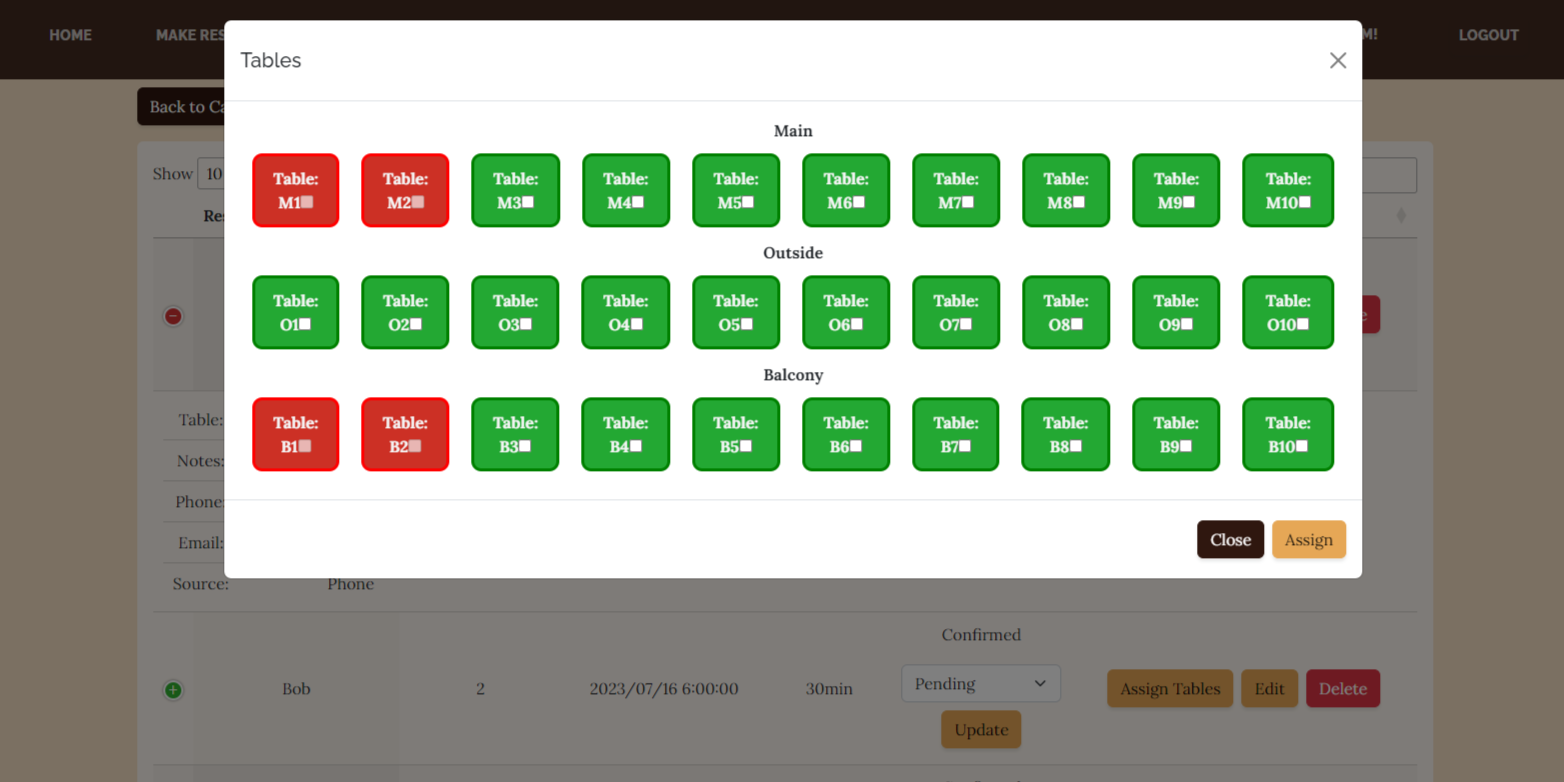 HOME MAKE RES M! LOGOUT
Tables
Back to Ca
Main
Show 10
Table: Table: Table: Table: Table: Table: Table: Table: Table: Table:
M1 M2 M3 M4 M5 M6 M7 M8 M9 M10
Res
Outside
Table: Table: Table: Table: Table: Table: Table: Table: Table: Table:
O1 O2 O3 O4 O5 O6 O7 O8 O9 O10
Balcony
Table:
Table: Table: Table: Table: Table: Table: Table: Table: Table: Table:
B1 B2 B3 B4 B5 B6 B7 B8 B9 B10
Notes:
Phone:
Email:
Close Assign
Source: Phone
Confirmed
Bob 2 2023/07/16 6:00:00 30min Pending Assign Tables Edit Delete
Update